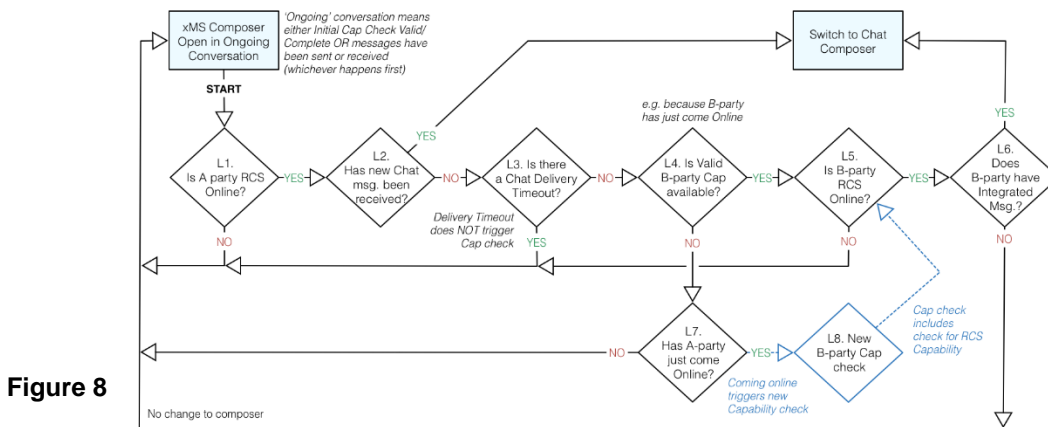 xMS Composer
Open in Ongoing
Conversation
'Ongoing' conversation means
either Initial Cap Check Valid/
Complete OR messages have
been sent or received
(whichever happens first)
Switch to Chat
Composer
START
e.g. because B-party
has just come Online
YES
YES
L1.
Is A party RCS
Online?
YES
L2.
Has new Chat
msg. been
received?
NO
L3. Is there
a Chat Delivery
Timeout?
NO
L4. Is Valid
B-party Cap
available?
YES
L5.
Is B-party
RCS
Online?
YES
L6.
Does
B-party have
Integrated
Msg.?
NO
Delivery Timeout
does NOT trigger
Cap check
YES
NO
NO
NO
L7.
Has A-party
just come
Online?
NO
YES
L8. New
B-party Cap
check
Cap check
includes
check for RCS
Capability
Coming online
triggers new
Capability check
Figure 8
No change to composer